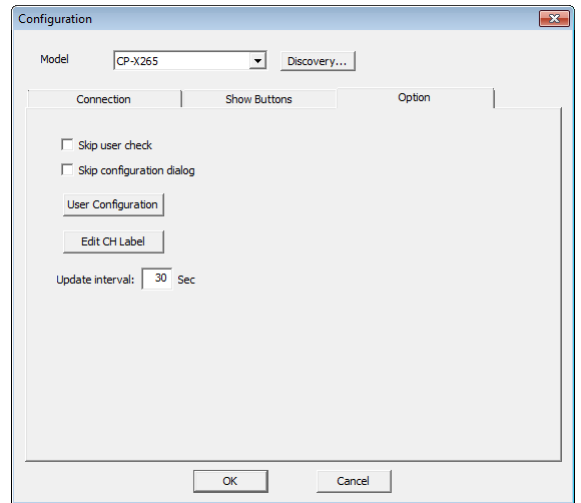 Configuration
Model CP-X265 Discovery...
Connection Show Buttons Option
Skip user check
Skip configuration dialog
User Configuration
Edit CH Label
Update interval: 30 Sec
OK Cancel